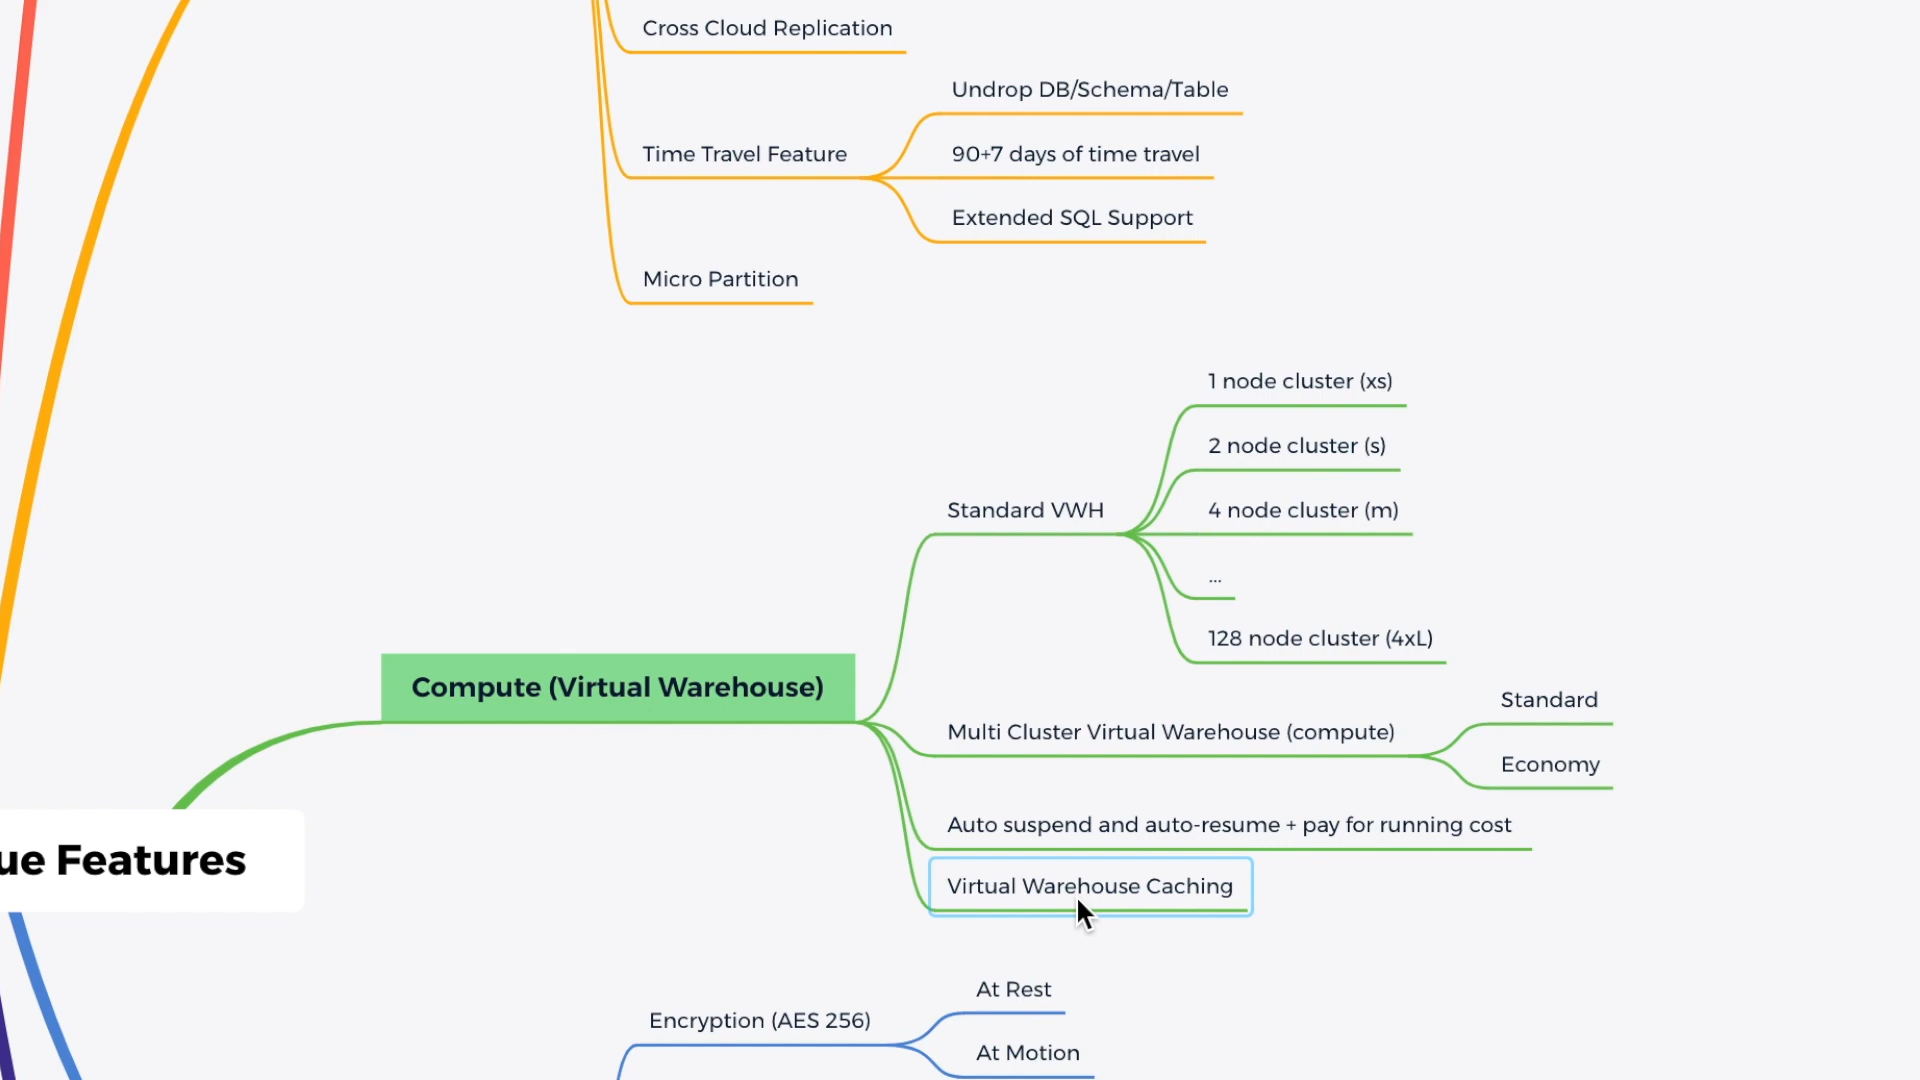 Cross Cloud Replication
Undrop DB/Schema/Table
Time Travel Feature
90+7 days of time travel
Extended SQL Support
Micro Partition
1 node cluster (xs)
2 node cluster (s)
Standard VWH
4 node cluster (m)
...
128 node cluster (4xL)
Compute (Virtual Warehouse)
Standard
Multi Cluster Virtual Warehouse (compute)
Economy
Auto suspend and auto-resume + pay for running cost
ue Features
Virtual Warehouse Caching
At Rest
Encryption (AES 256)
At Motion